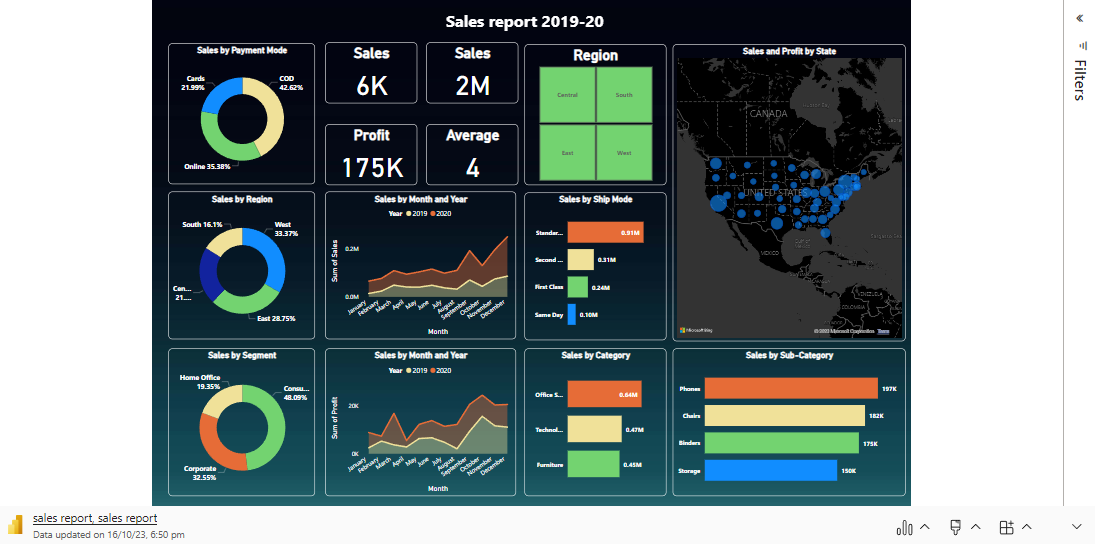 Sales report 2019-20
Sales by Payment Mode
Cards
21.99%
COD
42.62%
Online 35.38%
Sales
6K
Sales
2M
Profit
175K
Average
4
Region
Central
South
East
West
Sales and Profit by State
CANADA
UNITED STATES
MEXICO
VENEZUELA
COLOMBIA
Microsoft Bing
© 2023 Microsoft Corporation Terms
Sales by Region
South 16.1%
West
33.37%
Cen...
21....
East 28.75%
Sales by Month and Year
Year 2019 2020
Sum of Sales
0.2M
0.0M
January
February
March
April
May
June
July
August
September
October
November
December
Month
Sales by Ship Mode
Standar...
0.91M
Second ...
0.31M
First Class
0.24M
Same Day
0.10M
Sales by Segment
Home Office
19.35%
Consu...
48.09%
Corporate
32.55%
Sales by Month and Year
Year 2019 2020
Sum of Profit
20K
0K
January
February
March
April
May
June
July
August
September
October
November
December
Month
Sales by Category
Office S...
0.64M
Technol...
0.47M
Furniture
0.45M
Sales by Sub-Category
Phones
197K
Chairs
182K
Binders
175K
Storage
150K
Filters
sales report, sales report
Data updated on 16/10/23, 6:50 pm